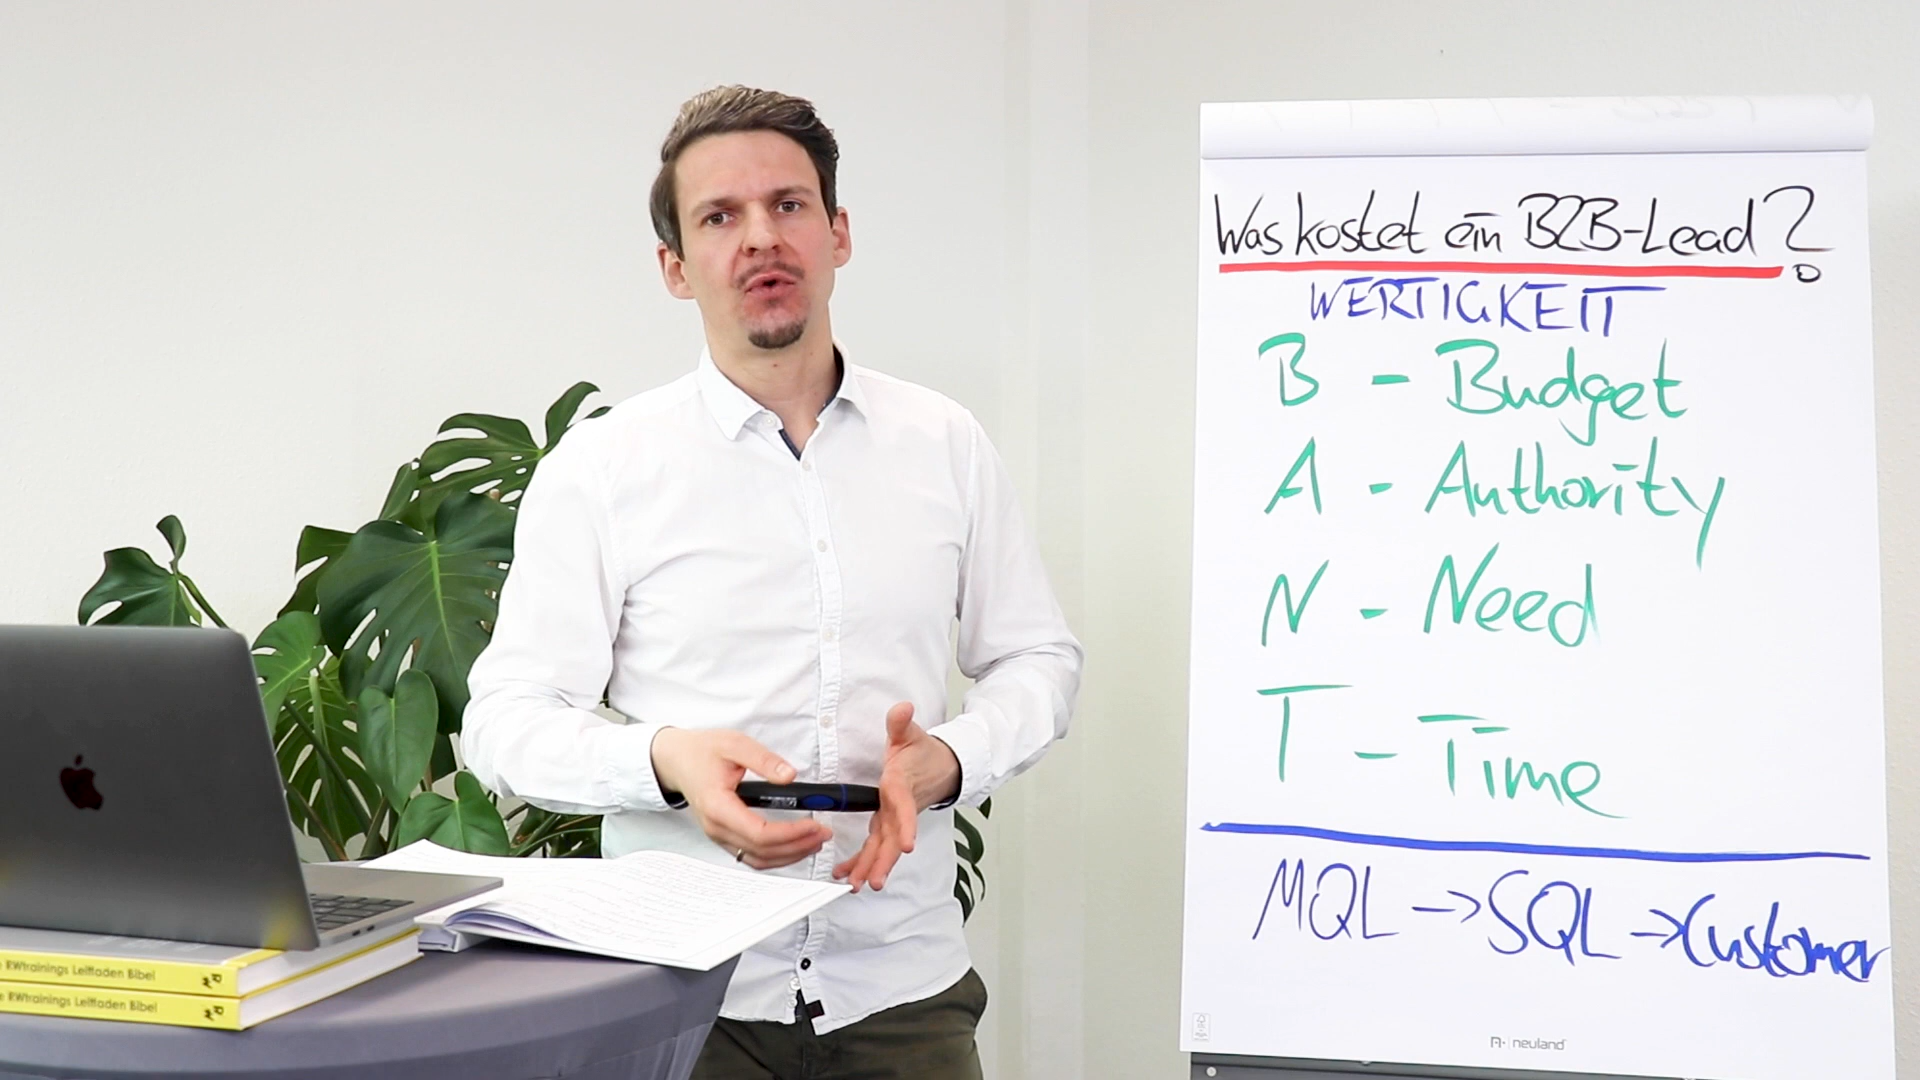 Was kostet ein B2B-Lead?
WERTIGKEIT
B - Budget
A - Authority
N - Need
T - Time
MQL → SQL → Customer
neuland
RWtrainings Leitfaden Bibel
RWtrainings Leitfaden Bibel